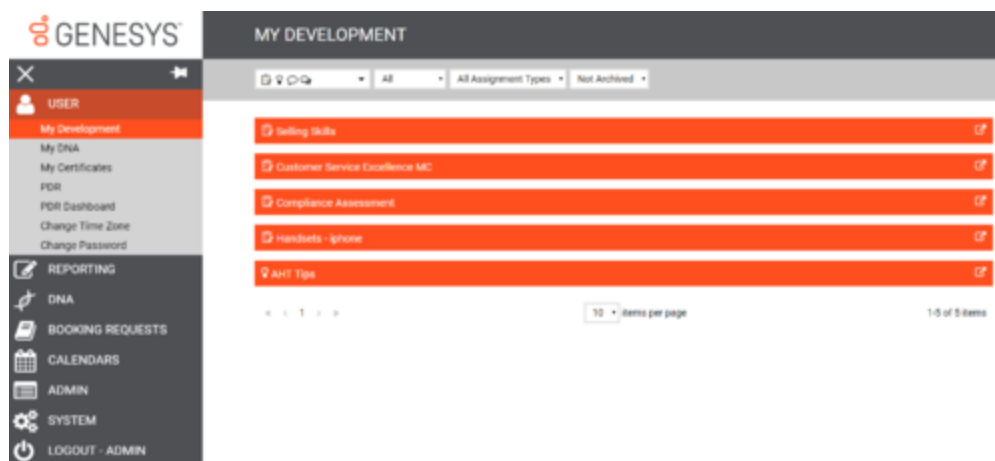 GENESYS
MY DEVELOPMENT
All
All Assignment Types
Not Archived
USER
My Development
My DNA
My Certificates
PDR
PDR Dashboard
Change Time Zone
Change Password
REPORTING
DNA
BOOKING REQUESTS
CALENDARS
ADMIN
SYSTEM
LOGOUT - ADMIN
Selling Skills
Customer Service Excellence MC
Compliance Assessment
Handsets - iphone
AHT Tips
1
10 items per page
1-5 of 5 items